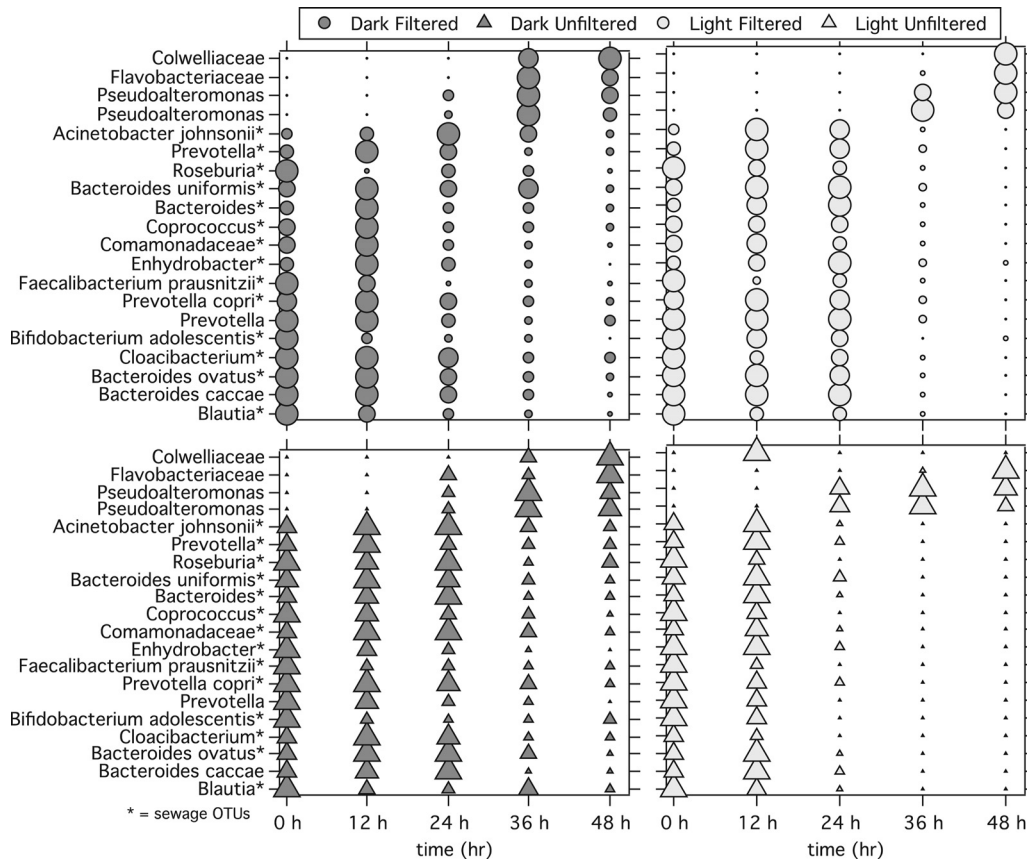 Dark Filtered Dark Unfiltered Light Filtered Light Unfiltered
Colwelliaceae
Flavobacteriaceae
Pseudoalteromonas
Pseudoalteromonas
Acinetobacter johnsonii*
Prevotella*
Roseburia*
Bacteroides uniformis*
Bacteroides*
Coprococcus*
Comamonadaceae*
Enhydrobacter*
Faecalibacterium prausnitzii*
Prevotella copri*
Prevotella
Bifidobacterium adolescentis*
Cloacibacterium*
Bacteroides ovatus*
Bacteroides caccae
Blautia*
Colwelliaceae
Flavobacteriaceae
Pseudoalteromonas
Pseudoalteromonas
Acinetobacter johnsonii*
Prevotella*
Roseburia*
Bacteroides uniformis*
Bacteroides*
Coprococcus*
Comamonadaceae*
Enhydrobacter*
Faecalibacterium prausnitzii*
Prevotella copri*
Prevotella
Bifidobacterium adolescentis*
Cloacibacterium*
Bacteroides ovatus*
Bacteroides caccae
Blautia*
* = sewage OTUs
0 h 12 h 24 h 36 h 48 h 0 h 12 h 24 h 36 h 48 h
time (hr) time (hr)